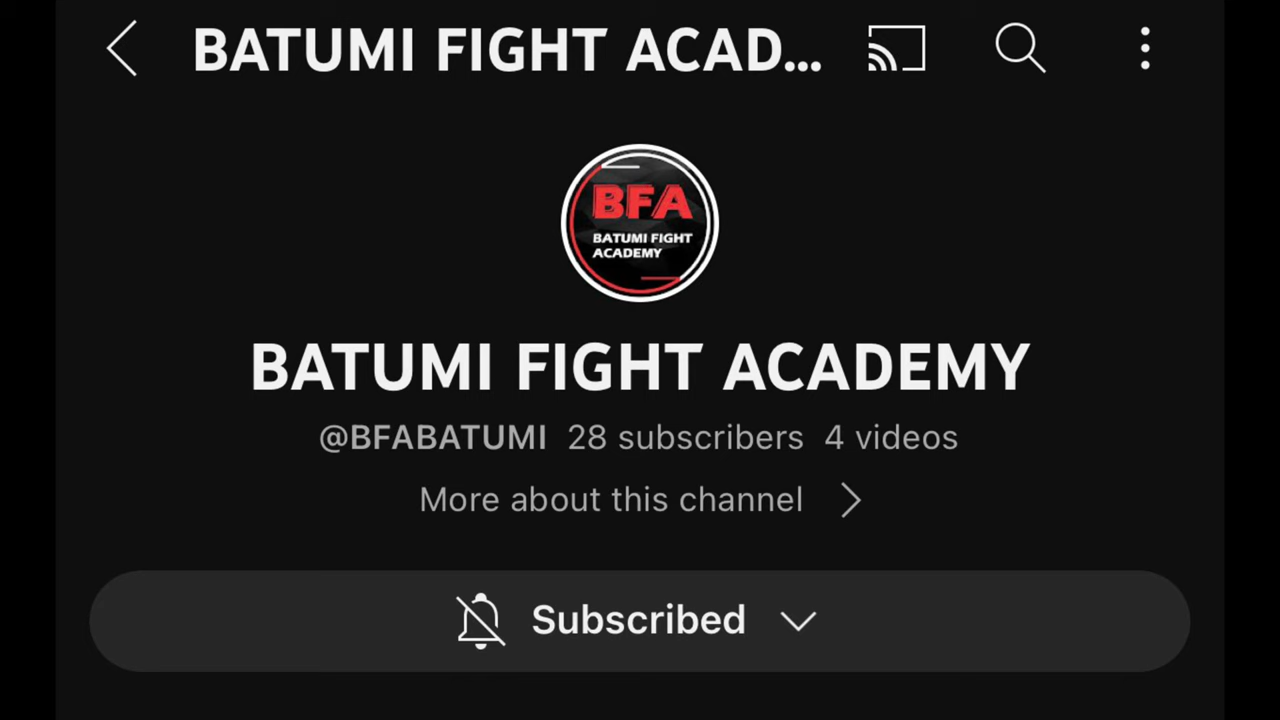 BATUMI FIGHT ACAD...
BFA
BATUMI FIGHT
ACADEMY
BATUMI FIGHT ACADEMY
@BFABATUMI 28 subscribers 4 videos
More about this channel
Subscribed